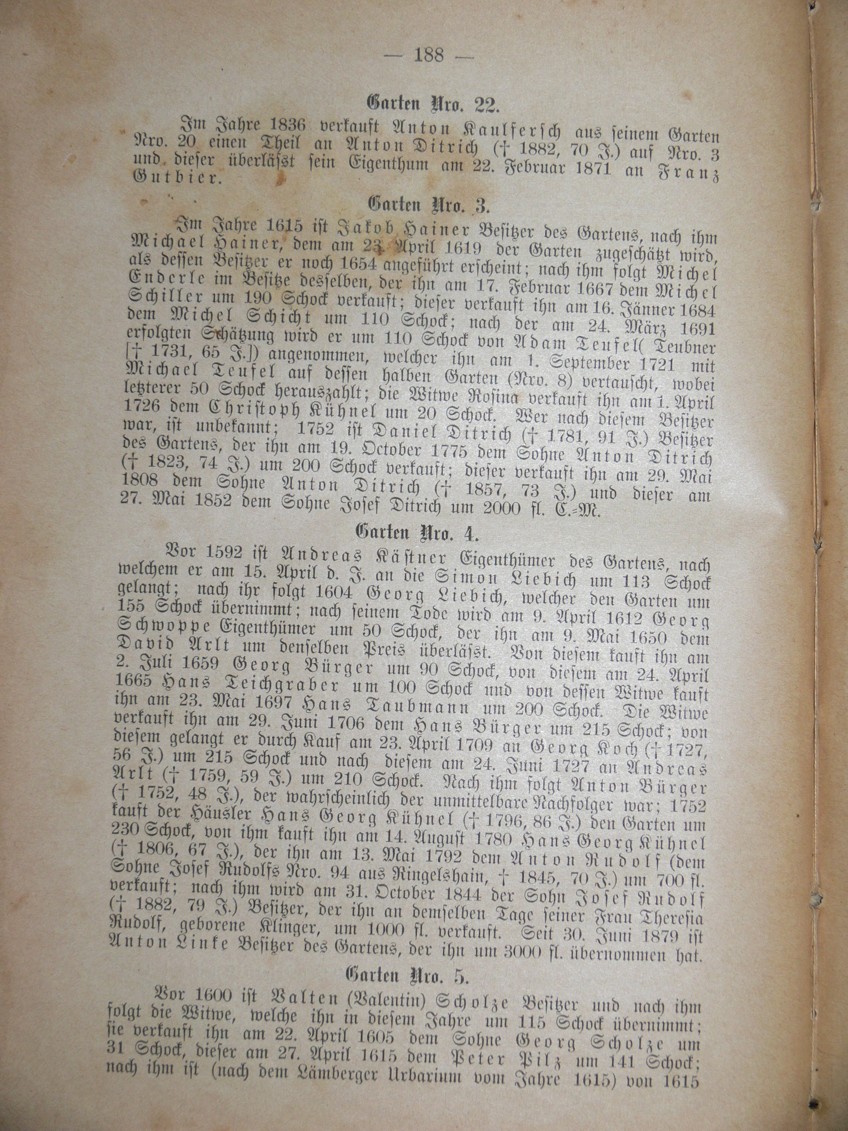 — 188 —
Garten Nro. 22.
Im Jahre 1836 verkauft Anton Kaulfersch aus seinem Garten
Nro. 20 einen Theil an Anton Ditrich († 1882, 70 J.) auf Nro. 3
und dieser überläſst sein Eigenthum am 22. Februar 1871 an Franz
Gutbier.
Garten Nro. 3.
Im Jahre 1615 ist Jakob Hainer Besitzer des Gartens, nach ihm
Michael Hainer, dem am 23. April 1619 der Garten zugeschätzt wird,
als dessen Besitzer er noch 1654 angeführt erscheint; nach ihm folgt Michel
Enderle im Besitze desselben, der ihn am 17. Februar 1667 dem Michel
Schiller um 190 Schock verkauft; dieser verkauft ihn am 16. Jänner 1684
dem Michel Schicht um 110 Schock; nach der am 24. März 1691
erfolgten Schätzung wird er um 110 Schock von Adam Teufel( Teubner
[† 1731, 65 J.]) angenommen, welcher ihn am 1. September 1721 mit
Michael Teufel auf dessen halben Garten (Nro. 8) vertauscht, wobei
letzterer 50 Schock herauszahlt; die Witwe Rosina verkauft ihn am 1. April
1726 dem Christoph Kühnel um 20 Schock. Wer nach diesem Besitzer
war, ist unbekannt; 1752 ist Daniel Ditrich († 1781, 91 J.) Besitzer
des Gartens, der ihn am 19. October 1775 dem Sohne Anton Ditrich
(† 1823, 74 J.) um 200 Schock verkauft; dieser verkauft ihn am 29. Mai
1808 dem Sohne Anton Ditrich († 1857, 73 J.) und dieser am
27. Mai 1852 dem Sohne Josef Ditrich um 2000 fl. C.=M.
Garten Nro. 4.
Vor 1592 ist Andreas Kästner Eigenthümer des Gartens, nach
welchem er am 15. April d. J. an die Simon Liebich um 113 Schock
gelangt; nach ihr folgt 1604 Georg Liebich, welcher den Garten um
155 Schock übernimmt; nach seinem Tode wird am 9. April 1612 Georg
Schwoppe Eigenthümer um 50 Schock, der ihn am 9. Mai 1650 dem
David Arlt um denselben Preis überläſst. Von diesem kauft ihn am
2. Juli 1659 Georg Bürger um 90 Schock, von diesem am 24. April
1665 Hans Teichgraber um 100 Schock und von dessen Witwe kauft
ihn am 23. Mai 1697 Hans Taubmann um 200 Schock. Die Witwe
verkauft ihn am 29. Juni 1706 dem Hans Bürger um 215 Schock; von
diesem gelangt er durch Kauf am 23. April 1709 an Georg Koch († 1727,
56 J.) um 215 Schock und nach diesem am 24. Juni 1727 an Andreas
Arlt († 1759, 59 J.) um 210 Schock. Nach ihm folgt Anton Bürger
(† 1752, 48 J.), der wahrscheinlich der unmittelbare Nachfolger war; 1752
kauft der Häusler Hans Georg Kühnel († 1796, 86 J.) den Garten um
230 Schock, von ihm kauft ihn am 14. August 1780 Hans Georg Kühnel
(† 1806, 67 J.), der ihn am 13. Mai 1792 dem Anton Rudolf (dem
Sohne Josef Rudolfs Nro. 94 aus Ringelshain, † 1845, 70 J.) um 700 fl.
verkauft; nach ihm wird am 31. October 1844 der Sohn Josef Rudolf
(† 1882, 79 J.) Besitzer, der ihn an demselben Tage seiner Frau Theresia
Rudolf, geborene Klinger, um 1000 fl. verkauft. Seit 30. Juni 1879 ist
Anton Linke Besitzer des Gartens, der ihn um 3000 fl. übernommen hat.
Garten Nro. 5.
Vor 1600 ist Valten (Valentin) Scholze Besitzer und nach ihm
folgt die Witwe, welche ihn in diesem Jahre um 115 Schock übernimmt;
sie verkauft ihn am 22. April 1605 dem Sohne Georg Scholze um
31 Schock, dieser am 27. April 1615 dem Peter Pilz um 141 Schock;
nach ihm ist (nach dem Lämberger Urbarium vom Jahre 1615) von 1615